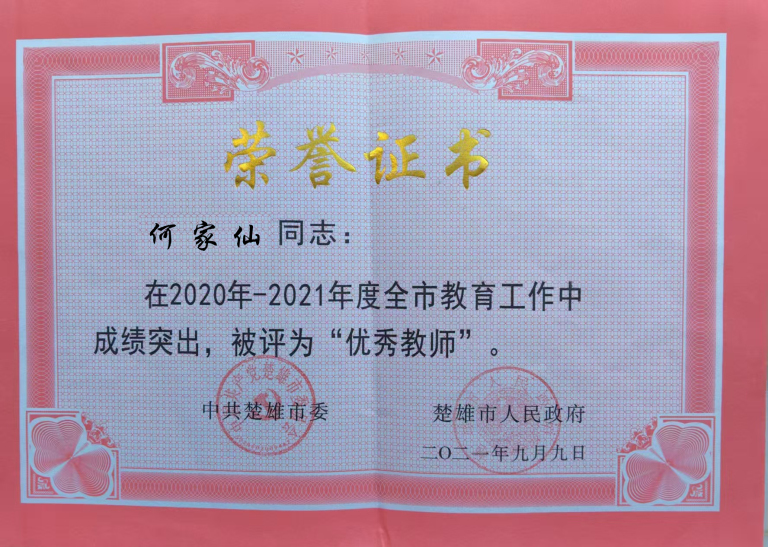 荣誉证书
何家仙 同志：
在2020年-2021年度全市教育工作中
成绩突出，被评为“优秀教师”。
中共楚雄市委
楚雄市人民政府
二〇二一年九月九日